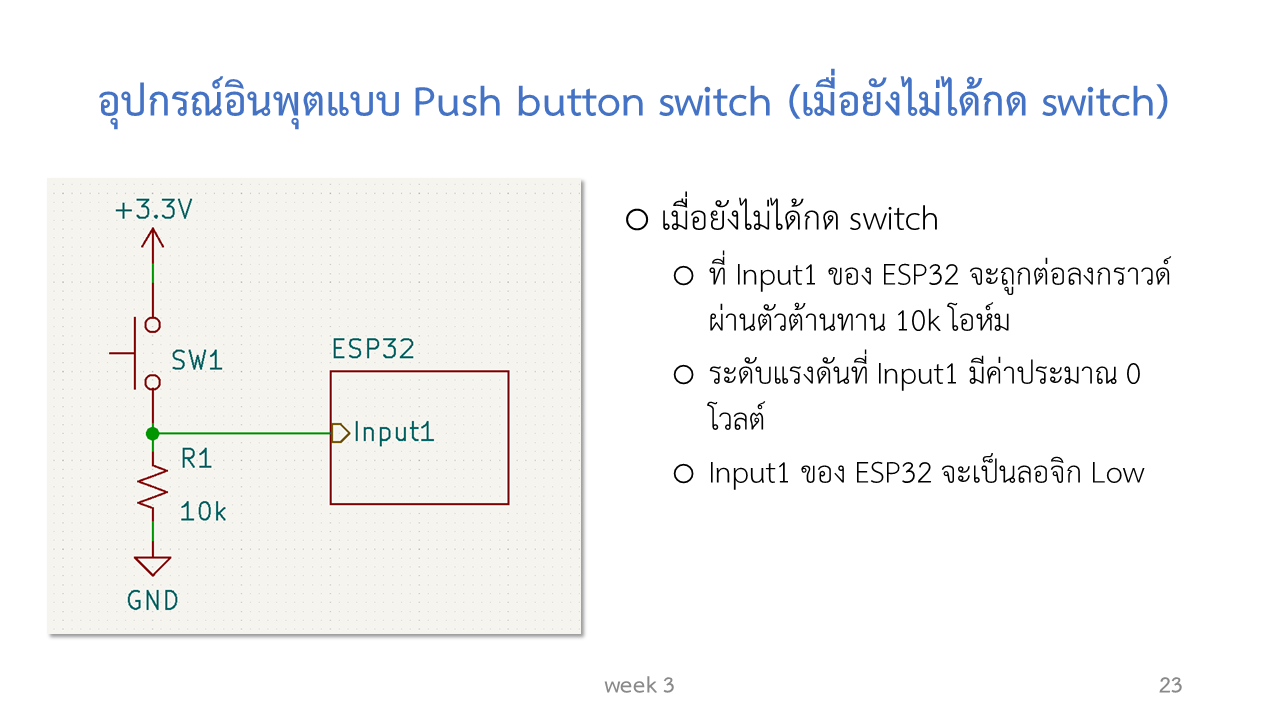 อุปกรณ์อินพุตแบบ Push button switch (เมื่อยังไม่ได้กด switch)
+3.3V
SW1
ESP32
Input1
R1
10k
GND
เมื่อยังไม่ได้กด switch
ที่ Input1 ของ ESP32 จะถูกต่อลงกราวด์
ผ่านตัวต้านทาน 10k โอห์ม
ระดับแรงดันที่ Input1 มีค่าประมาณ 0
โวลต์
Input1 ของ ESP32 จะเป็นลอจิก Low
week 3
23